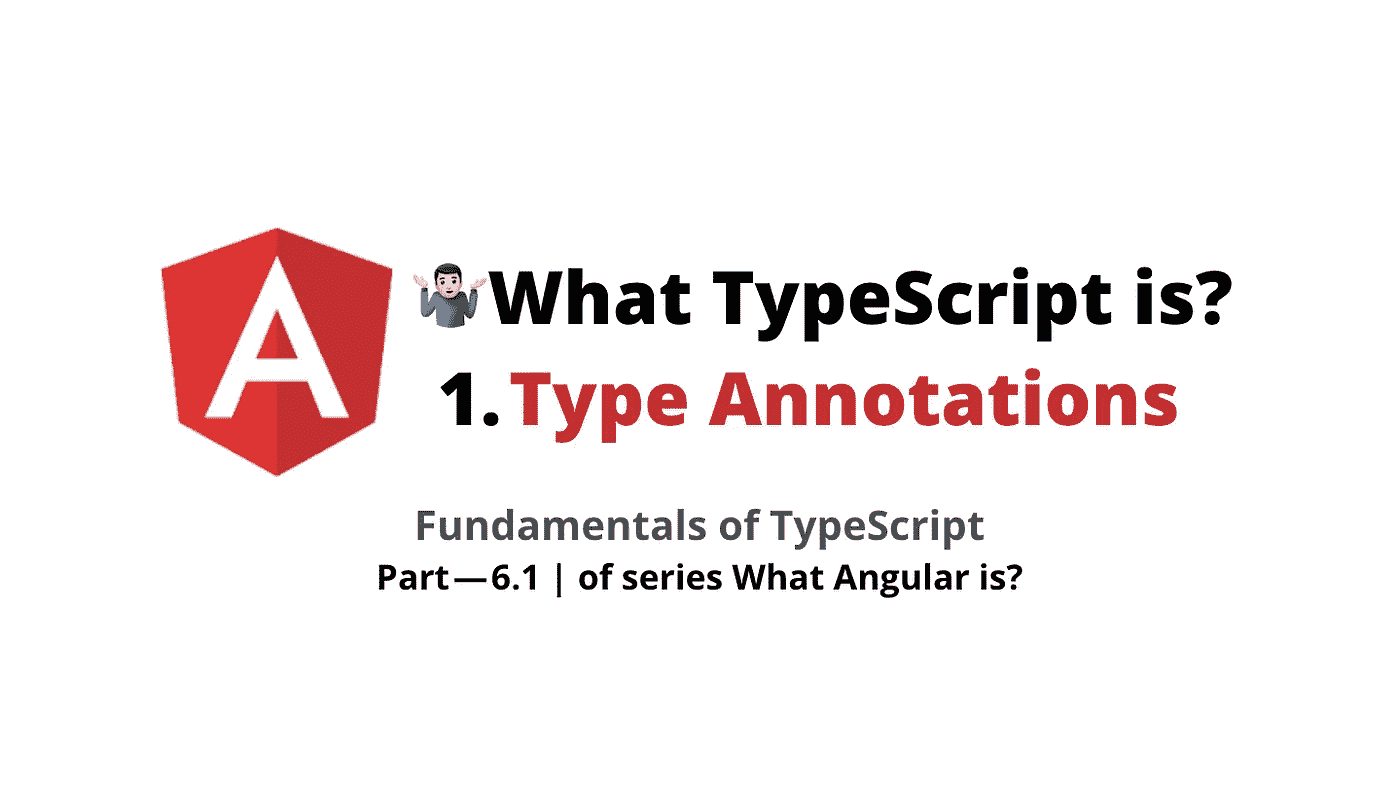 🤷🏻‍♂️What TypeScript is?
1. Type Annotations
Fundamentals of TypeScript
Part — 6.1 | of series What Angular is?